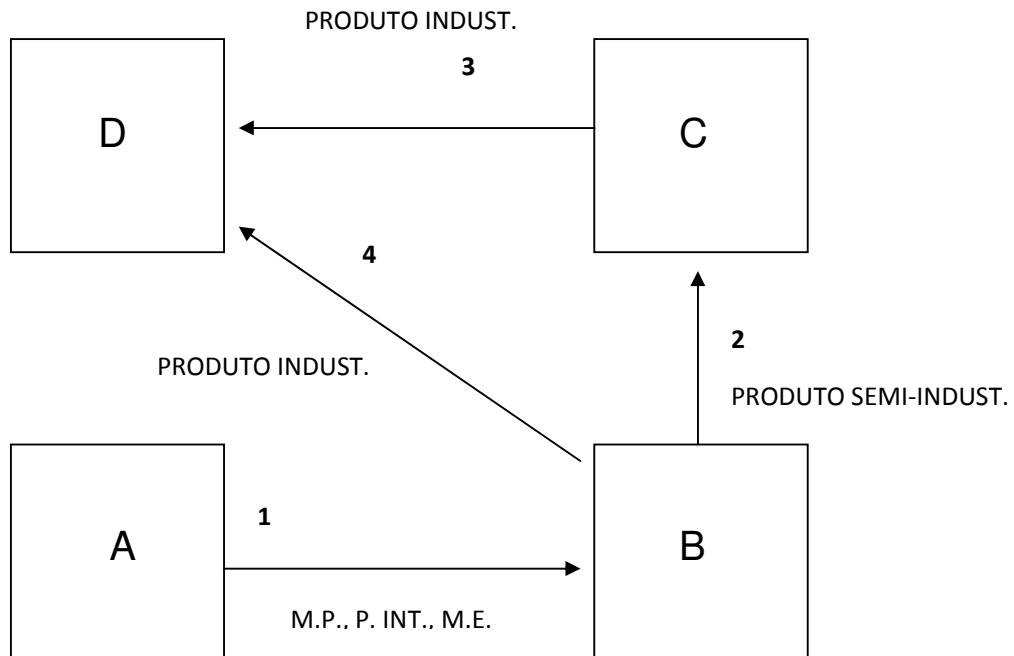 PRODUTO INDUST.
3
D
C
4
2
PRODUTO INDUST.
PRODUTO SEMI-INDUST.
1
A
B
M.P., P. INT., M.E.